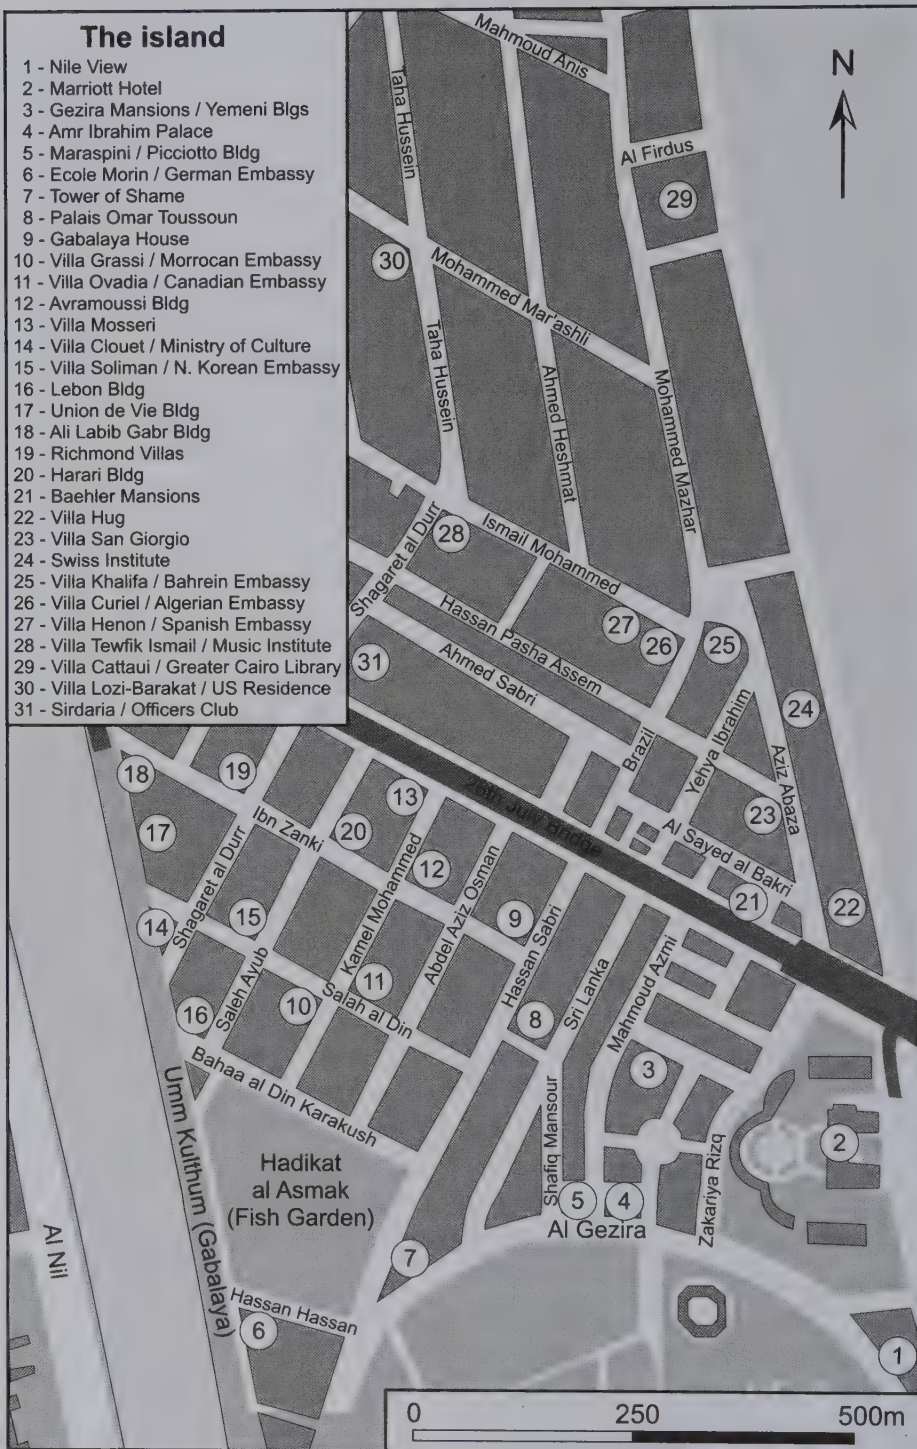 The island
1 - Nile View
2 - Marriott Hotel
3 - Gezira Mansions / Yemeni Blgs
4 - Amr Ibrahim Palace
5 - Maraspini / Picciotto Bldg
6 - Ecole Morin / German Embassy
7 - Tower of Shame
8 - Palais Omar Toussoun
9 - Gabalaya House
10 - Villa Grassi / Morrocan Embassy
11 - Villa Ovadia / Canadian Embassy
12 - Avramoussi Bldg
13 - Villa Mosseri
14 - Villa Clouet / Ministry of Culture
15 - Villa Soliman / N. Korean Embassy
16 - Lebon Bldg
17 - Union de Vie Bldg
18 - Ali Labib Gabr Bldg
19 - Richmond Villas
20 - Harari Bldg
21 - Baehler Mansions
22 - Villa Hug
23 - Villa San Giorgio
24 - Swiss Institute
25 - Villa Khalifa / Bahrein Embassy
26 - Villa Curiel / Algerian Embassy
27 - Villa Henon / Spanish Embassy
28 - Villa Tewfik Ismail / Music Institute
29 - Villa Cattaui / Greater Cairo Library
30 - Villa Lozi-Barakat / US Residence
31 - Sirdaria / Officers Club
Mahmoud Anis
N
Taha Hussein
Al Firdus
29
30
Mohammed Mar'ashli
Taha Hussein
Ahmed Heshmat
Mohammed Mazhar
Shagaret al Durr
28
Ismail Mohammed
Hassan Pasha Assem
27
26
25
31
Ahmed Sabri
Brazil
Yehya Ibrahim
24
Aziz Abaza
18
19
13
26th July Bridge
23
17
Ibn Zanki
20
Al Sayed al Bakri
Shagaret al Durr
Kamel Mohammed
12
Abdel Aziz Osman
21
22
14
15
9
Hassan Sabri
Saleh Ayub
10
11
Salah al Din
Sri Lanka
Mahmoud Azmi
16
8
Bahaa al Din Karakush
3
Umm Kulthum (Gabalaya)
Shafiq Mansour
Zakariya Rizq
2
Hadikat
al Asmak
(Fish Garden)
5
4
Al Gezira
Al Nil
7
Hassan Hassan
6
1
0
250
500m